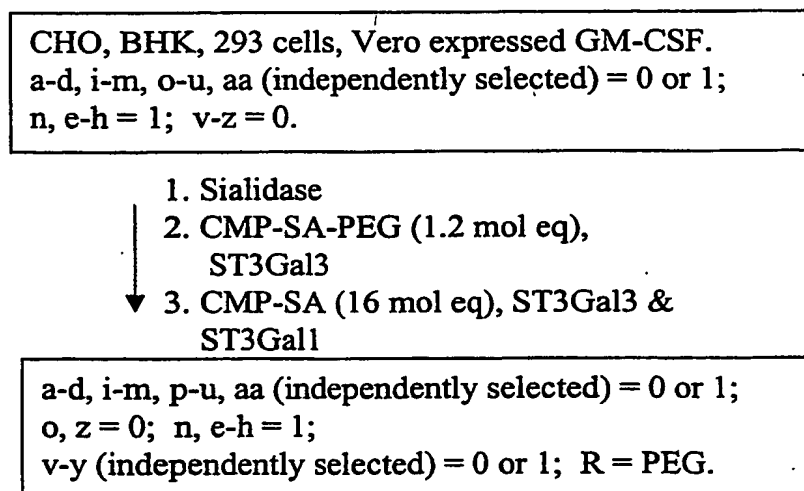 CHO, BHK, 293 cells, Vero expressed GM-CSF.
a-d, i-m, o-u, aa (independently selected) = 0 or 1;
n, e-h = 1; v-z = 0.
1. Sialidase
2. CMP-SA-PEG (1.2 mol eq),
ST3Gal3
3. CMP-SA (16 mol eq), ST3Gal3 &
ST3Gal1
a-d, i-m, p-u, aa (independently selected) = 0 or 1;
o, z = 0; n, e-h = 1;
v-y (independently selected) = 0 or 1; R = PEG.